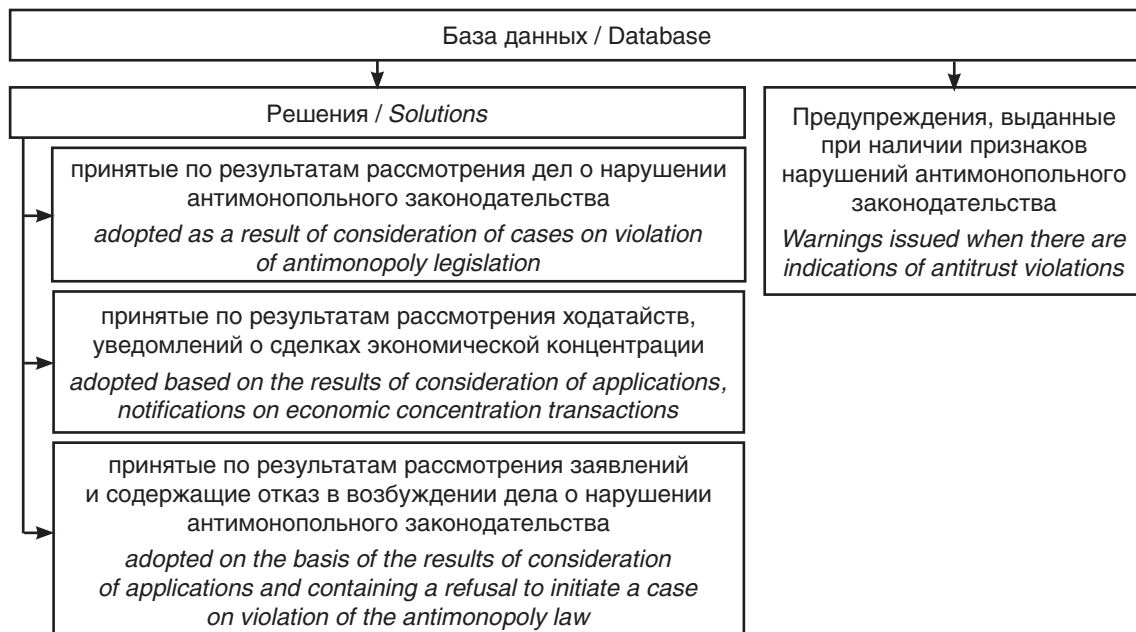 База данных / Database
Решения / Solutions
принятые по результатам рассмотрения дел о нарушении
антимонопольного законодательства
adopted as a result of consideration of cases on violation
of antimonopoly legislation
принятые по результатам рассмотрения ходатайств,
уведомлений о сделках экономической концентрации
adopted based on the results of consideration of applications,
notifications on economic concentration transactions
принятые по результатам рассмотрения заявлений
и содержащие отказ в возбуждении дела о нарушении
антимонопольного законодательства
adopted on the basis of the results of consideration
of applications and containing a refusal to initiate a case
on violation of the antimonopoly law
Предупреждения, выданные
при наличии признаков
нарушений антимонопольного
законодательства
Warnings issued when there are
indications of antitrust violations